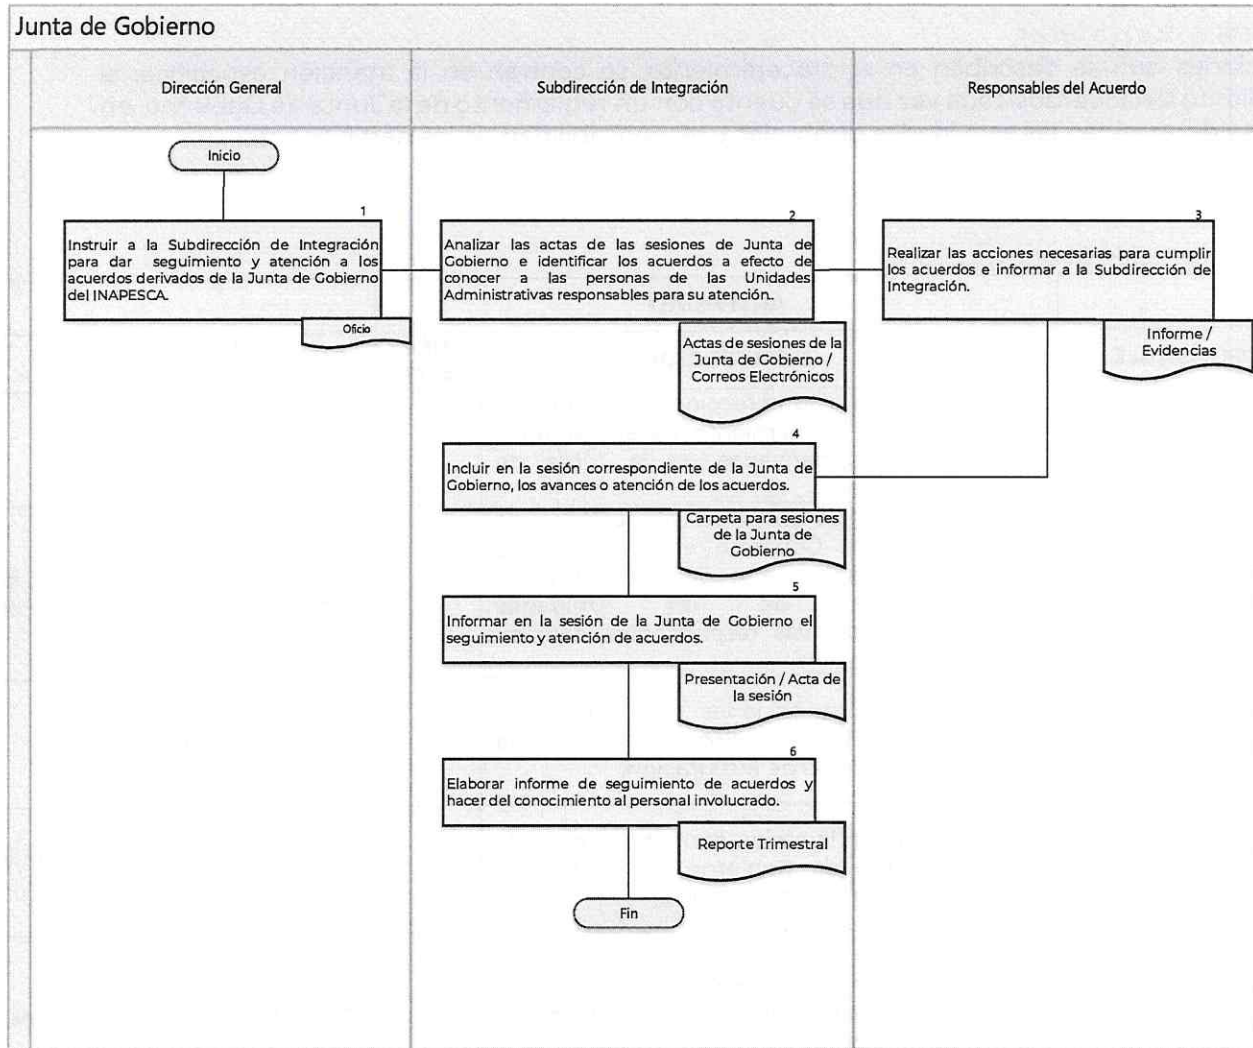 Junta de Gobierno
Dirección General
Subdirección de Integración
Responsables del Acuerdo
Inicio
1
Instruir a la Subdirección de Integración
para dar seguimiento y atención a los
acuerdos derivados de la Junta de Gobierno
del INAPESCA.
Oficio
2
Analizar las actas de las sesiones de Junta de
Gobierno e identificar los acuerdos a efecto de
conocer a las personas de las Unidades
Administrativas responsables para su atención.
Actas de sesiones de la
Junta de Gobierno /
Correos Electrónicos
3
Realizar las acciones necesarias para cumplir
los acuerdos e informar a la Subdirección de
Integración.
Informe /
Evidencias
4
Incluir en la sesión correspondiente de la Junta de
Gobierno, los avances o atención de los acuerdos.
Carpeta para sesiones
de la Junta de
Gobierno
5
Informar en la sesión de la Junta de Gobierno el
seguimiento y atención de acuerdos.
Presentación / Acta de
la sesión
6
Elaborar informe de seguimiento de acuerdos y
hacer del conocimiento al personal involucrado.
Reporte Trimestral
Fin